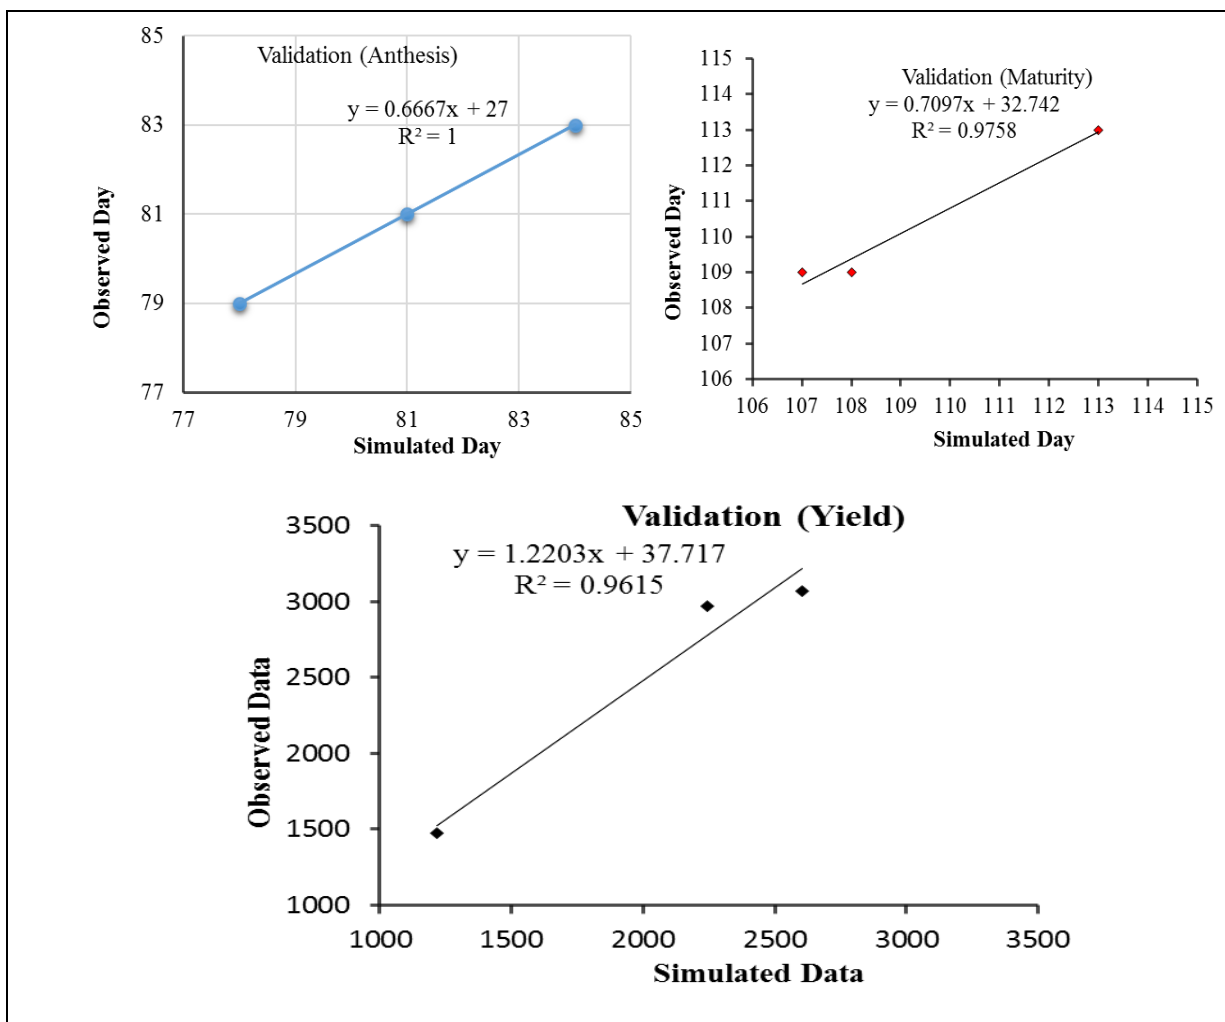 Validation (Anthesis)
y = 0.6667x + 27
R² = 1
85
83
81
79
77
77 79 81 83 85
Observed Day
Simulated Day
Validation (Maturity)
y = 0.7097x + 32.742
R² = 0.9758
115
114
113
112
111
110
109
108
107
106
106 107 108 109 110 111 112 113 114 115
Observed Day
Simulated Day
Validation (Yield)
y = 1.2203x + 37.717
R² = 0.9615
3500
3000
2500
2000
1500
1000
1000 1500 2000 2500 3000 3500
Observed Data
Simulated Data